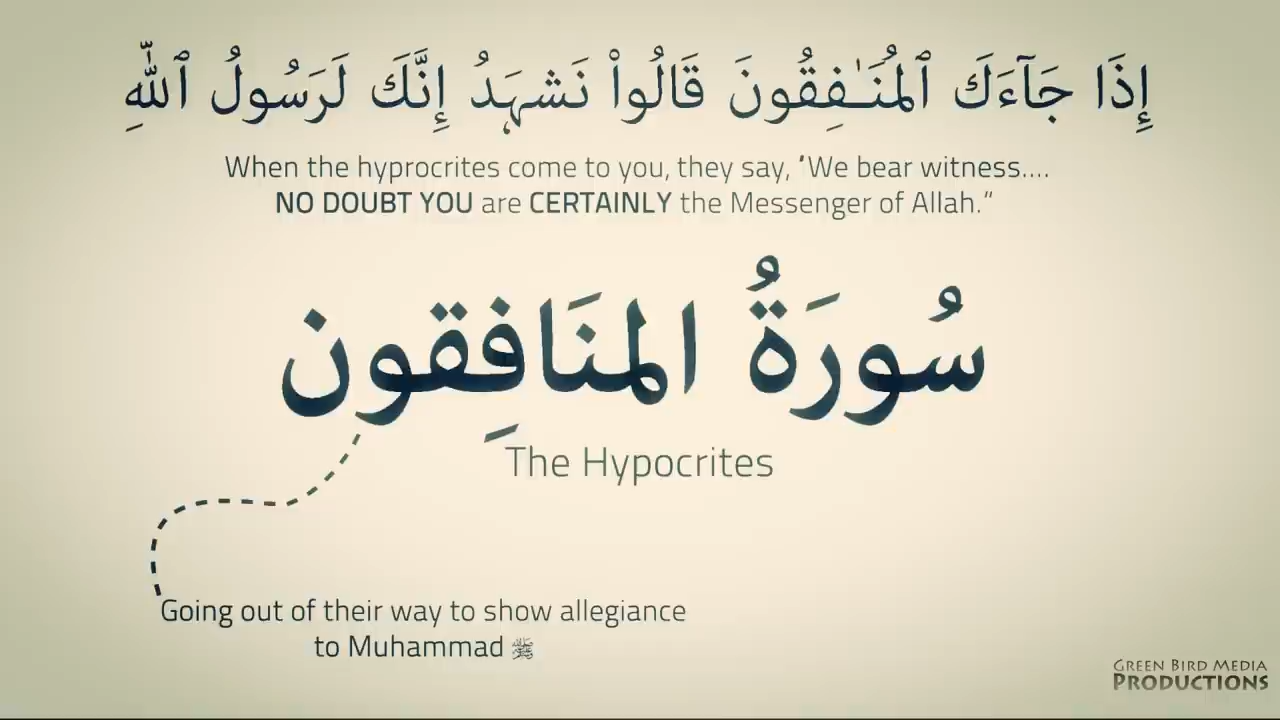 إِذَا جَآءَكَ ٱلْمُنَـٰفِقُونَ قَالُوا۟ نَشْهَدُ إِنَّكَ لَرَسُولُ ٱللَّهِ
When the hyprocrites come to you, they say, "We bear witness....
NO DOUBT YOU are CERTAINLY the Messenger of Allah."
سُورَةُ المنَافِقون
The Hypocrites
Going out of their way to show allegiance
to Muhammad ﷺ
GREEN BIRD MEDIA
PRODUCTIONS